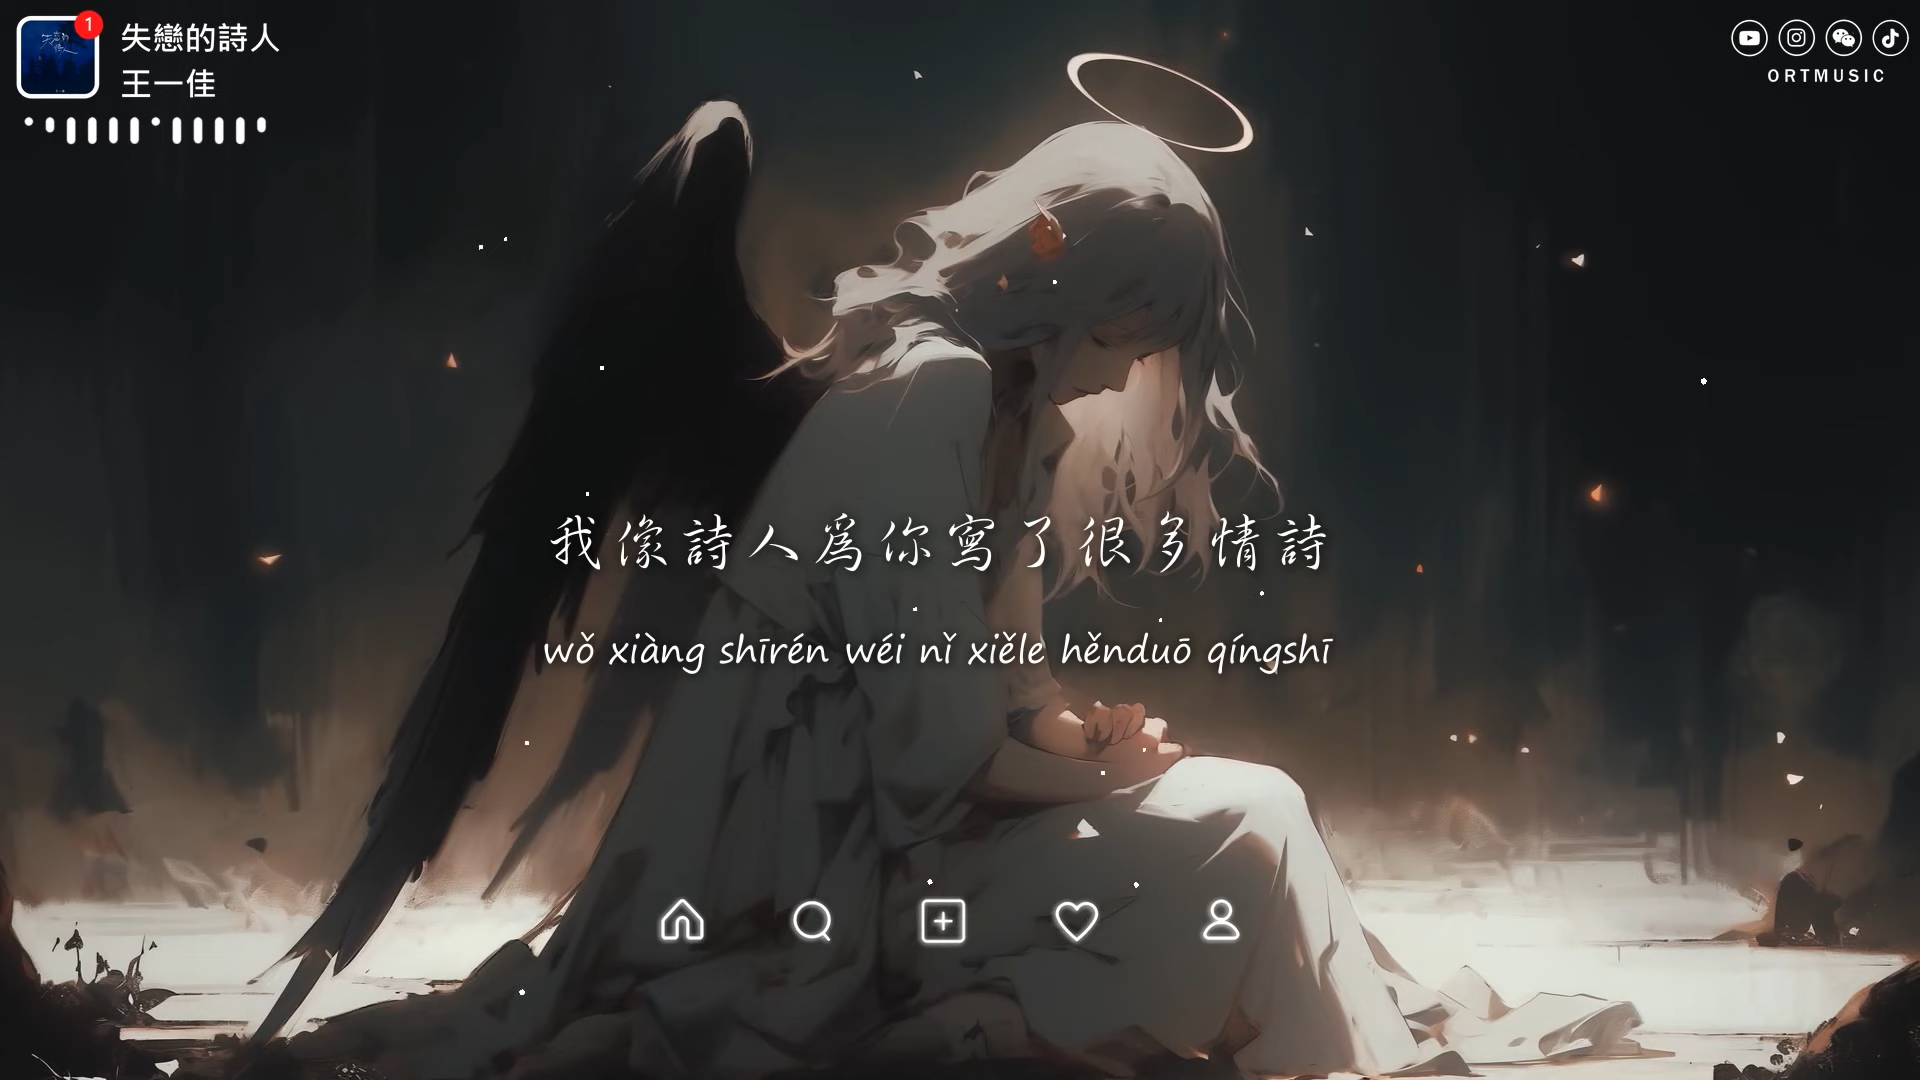 1
失戀的詩人
王一佳
ORTMUSIC
我像詩人爲你寫了很多情詩
wǒ xiàng shīrén wéi nǐ xiěle hěnduō qíngshī